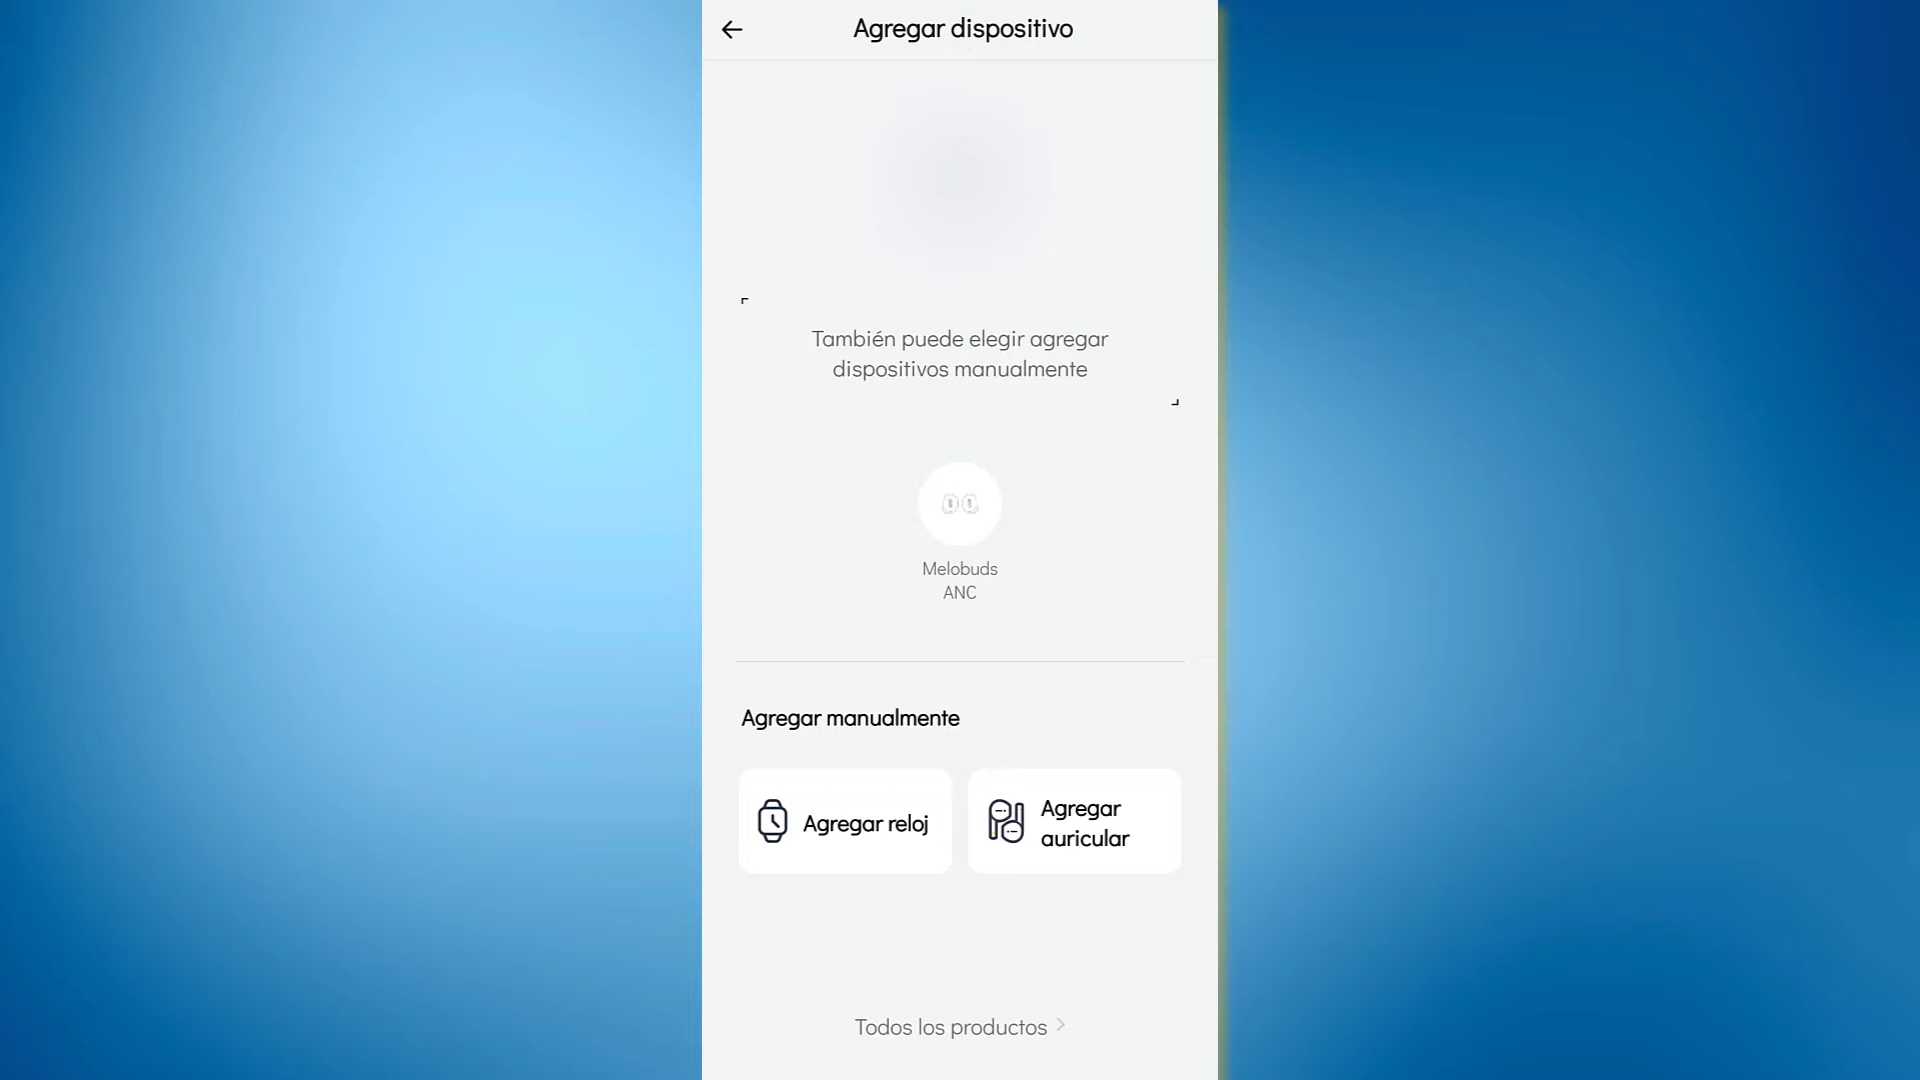 Agregar dispositivo
También puede elegir agregar
dispositivos manualmente
Melobuds
ANC
Agregar manualmente
Agregar reloj
Agregar
auricular
Todos los productos